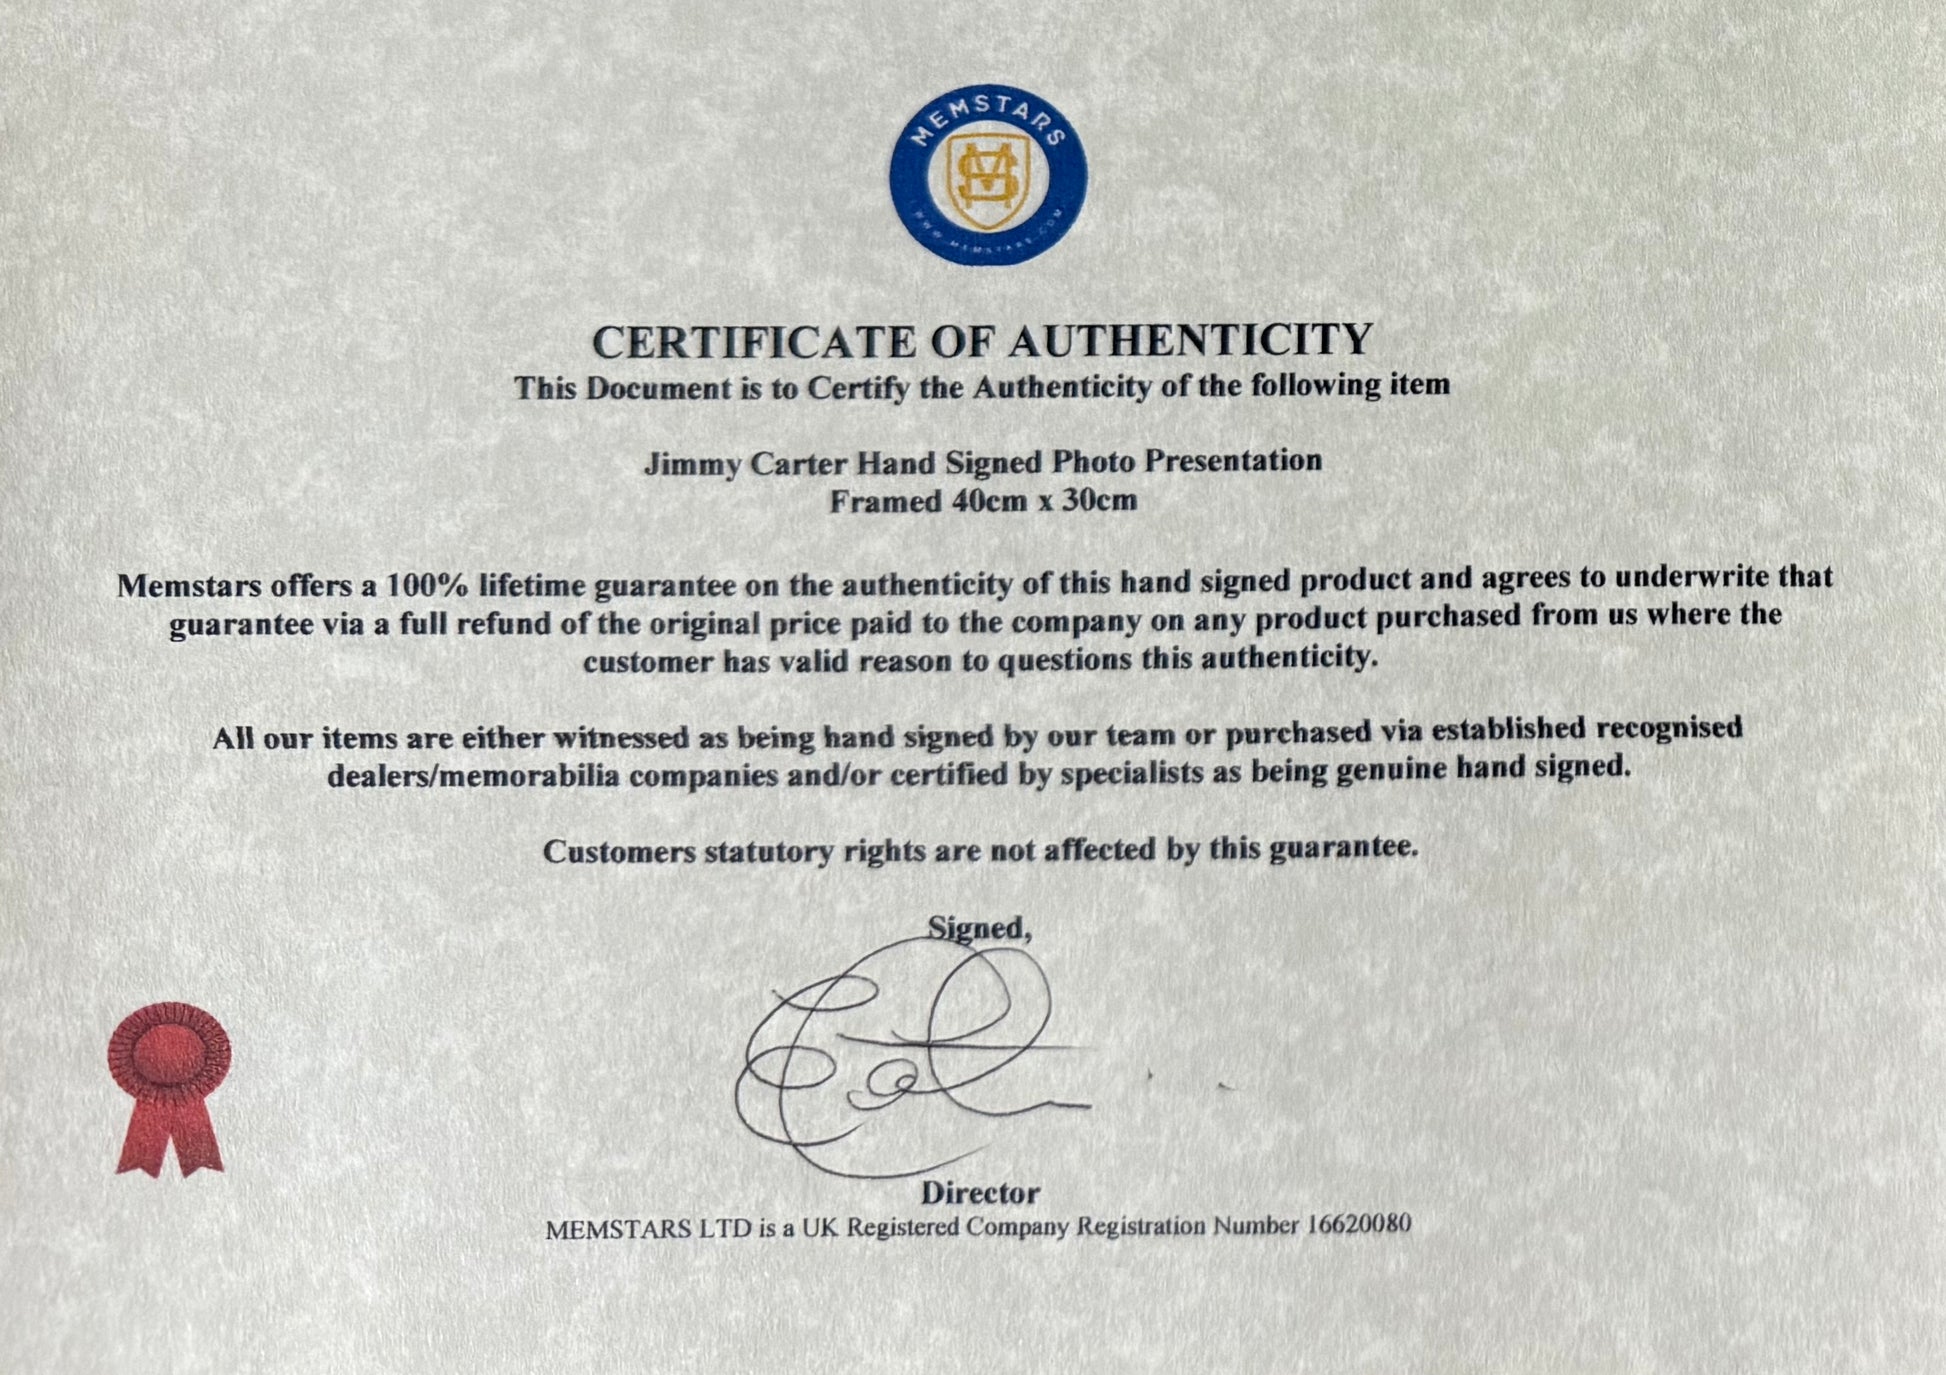 MEMSTARS
WWW.MEMSTARS.COM
CERTIFICATE OF AUTHENTICITY
This Document is to Certify the Authenticity of the following item
Jimmy Carter Hand Signed Photo Presentation
Framed 40cm x 30cm
Memstars offers a 100% lifetime guarantee on the authenticity of this hand signed product and agrees to underwrite that
guarantee via a full refund of the original price paid to the company on any product purchased from us where the
customer has valid reason to questions this authenticity.
All our items are either witnessed as being hand signed by our team or purchased via established recognised
dealers/memorabilia companies and/or certified by specialists as being genuine hand signed.
Customers statutory rights are not affected by this guarantee.
Signed,
Director
MEMSTARS LTD is a UK Registered Company Registration Number 16620080